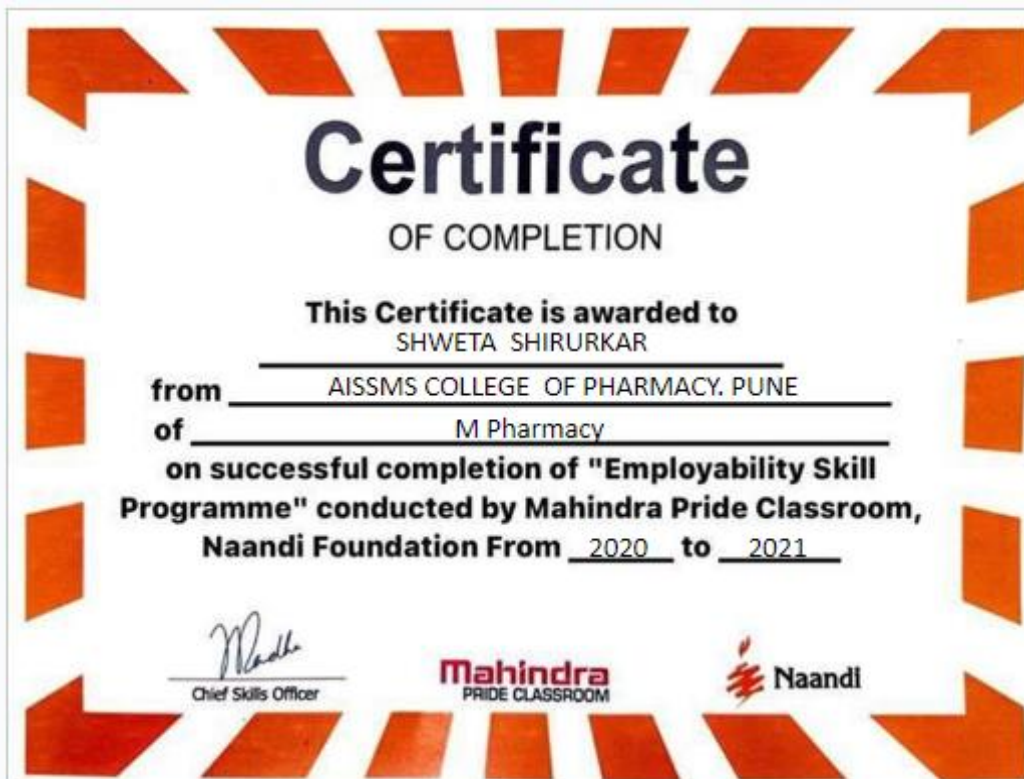 Certificate
OF COMPLETION
This Certificate is awarded to
SHWETA SHIRURKAR
from AISSMS COLLEGE OF PHARMACY. PUNE
of M Pharmacy
on successful completion of "Employability Skill
Programme" conducted by Mahindra Pride Classroom,
Naandi Foundation From 2020 to 2021
Chief Skills Officer
Mahindra
PRIDE CLASSROOM
Naandi